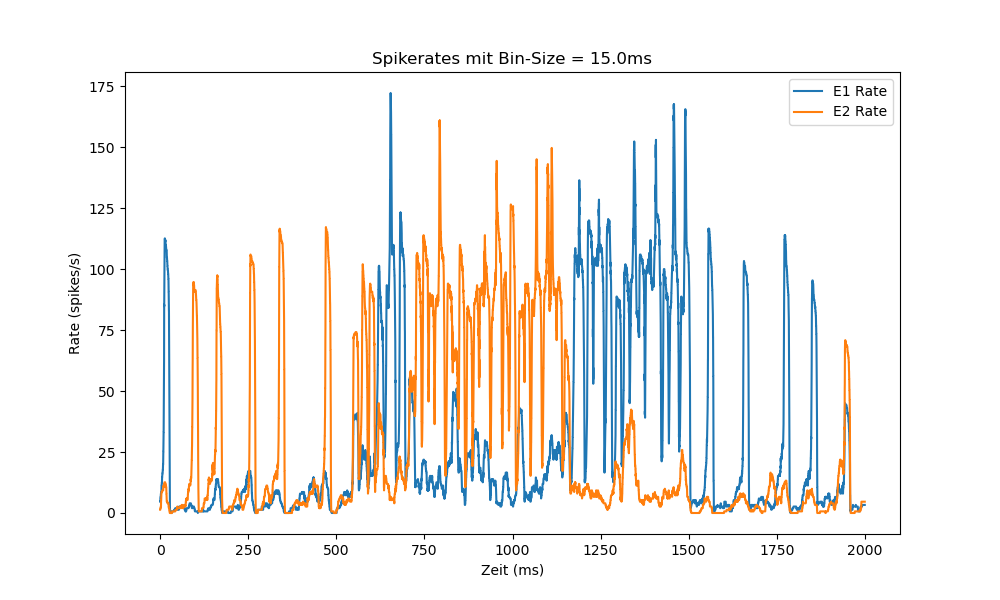 Spikerates mit Bin-Size = 15.0ms
E1 Rate
E2 Rate
Rate (spikes/s)
175
150
125
100
75
50
25
0
0 250 500 750 1000 1250 1500 1750 2000
Zeit (ms)